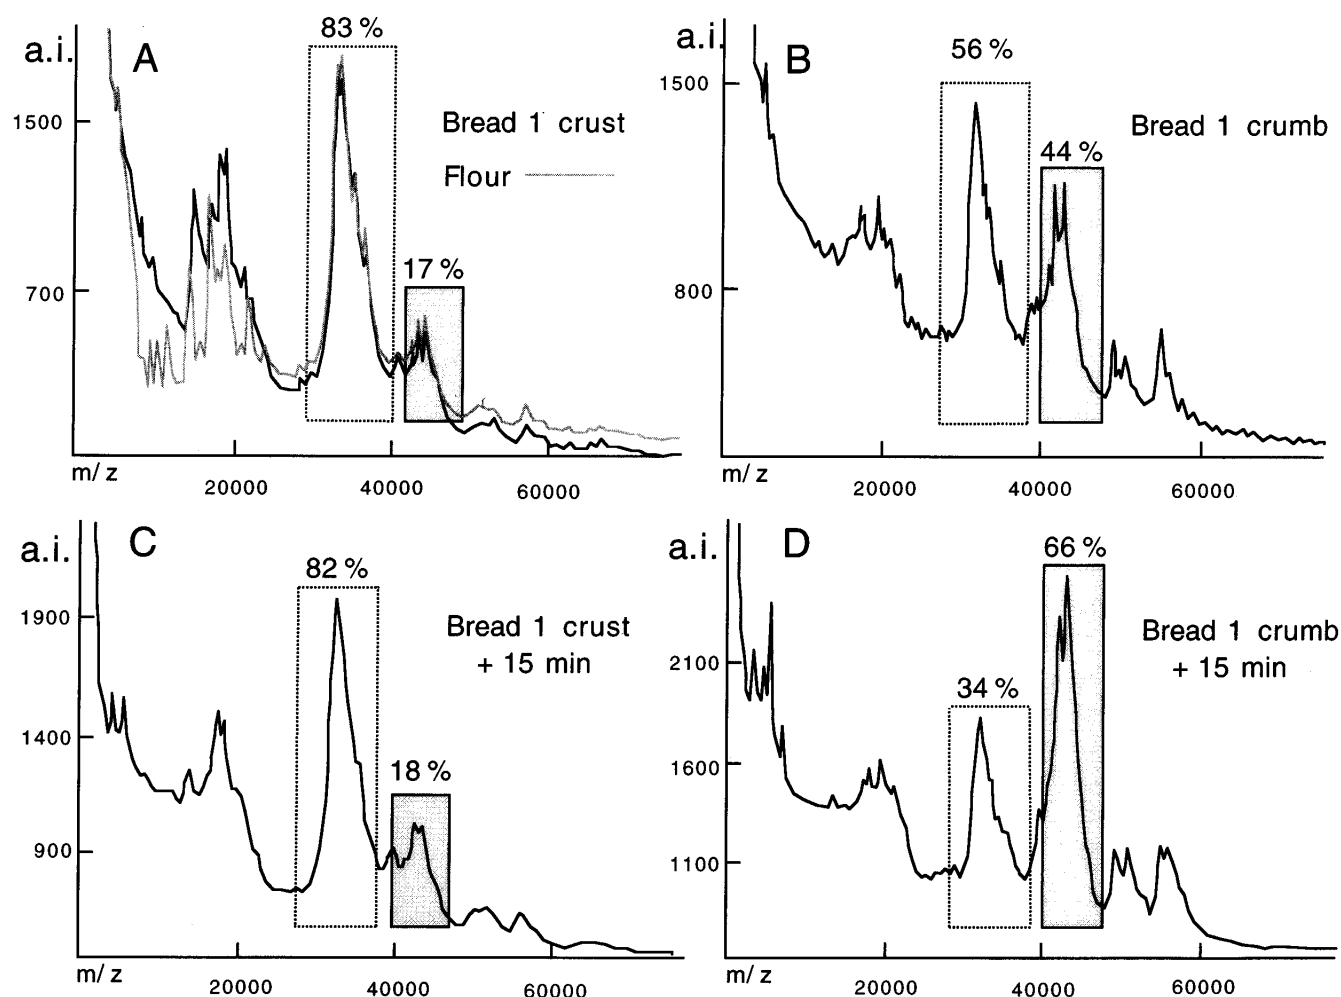 a.i.
A
83 %
1500
Bread 1 crust
Flour
17 %
700
m/z
20000
40000
60000
a.i.
B
56 %
1500
Bread 1 crumb
44 %
800
m/z
20000
40000
60000
a.i.
C
82 %
1900
Bread 1 crust
+ 15 min
1400
18 %
900
m/z
20000
40000
60000
a.i.
D
66 %
Bread 1 crumb
+ 15 min
2100
34 %
1600
1100
m/z
20000
40000
60000